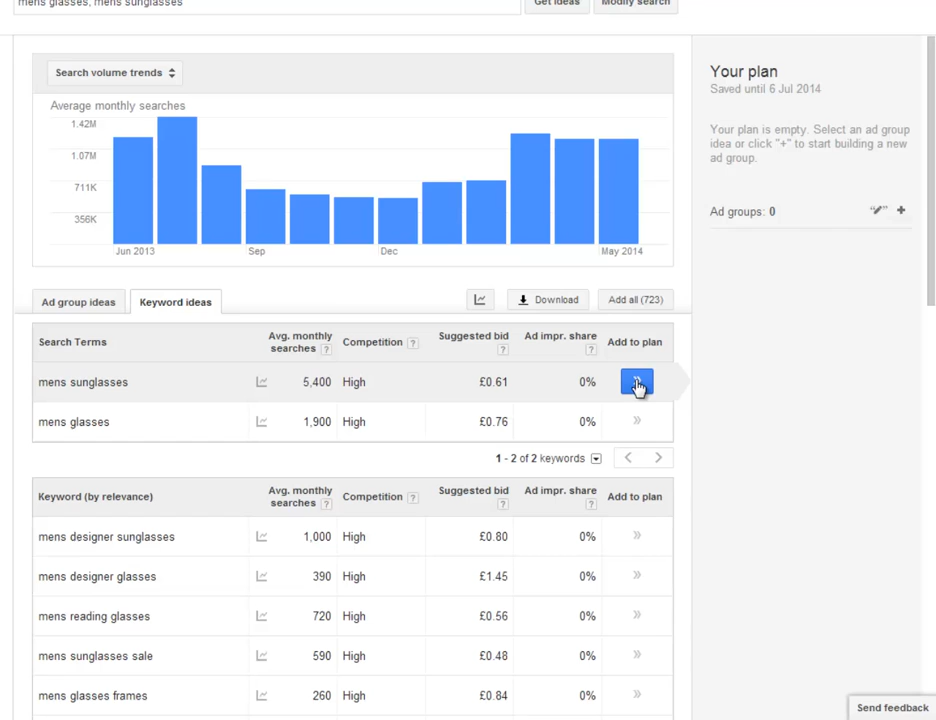 mens glasses, mens sunglasses
Get ideas
Modify search
Search volume trends
Average monthly searches
1.42M
1.07M
711K
356K
Jun 2013 Sep Dec May 2014
Your plan
Saved until 6 Jul 2014
Your plan is empty. Select an ad group
idea or click "+" to start building a new
ad group.
Ad groups: 0
Ad group ideas
Keyword ideas
Download
Add all (723)
Search Terms Avg. monthly searches ? Competition ? Suggested bid ? Ad impr. share ? Add to plan
mens sunglasses 5,400 High £0.61 0% »
mens glasses 1,900 High £0.76 0% »
1 - 2 of 2 keywords
Keyword (by relevance) Avg. monthly searches ? Competition ? Suggested bid ? Ad impr. share ? Add to plan
mens designer sunglasses 1,000 High £0.80 0% »
mens designer glasses 390 High £1.45 0% »
mens reading glasses 720 High £0.56 0% »
mens sunglasses sale 590 High £0.48 0% »
mens glasses frames 260 High £0.84 0% »
Send feedback